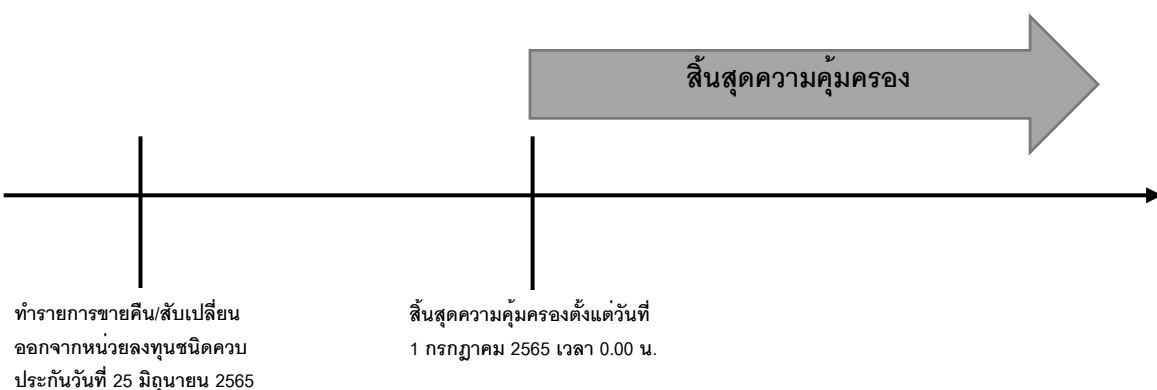 สิ้นสุดความคุ้มครอง
ทำรายการขายคืน/สับเปลี่ยน
ออกจากหน่วยลงทุนชนิดควบ
ประกันวันที่ 25 มิถุนายน 2565
สิ้นสุดความคุ้มครองตั้งแต่วันที่
1 กรกฎาคม 2565 เวลา 0.00 น.